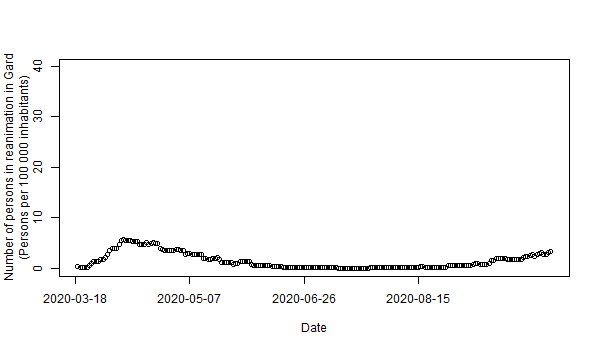 Number of persons in reanimation in Gard
(Persons per 100 000 inhabitants)
40
30
20
10
0
2020-03-18 2020-05-07 2020-06-26 2020-08-15
Date